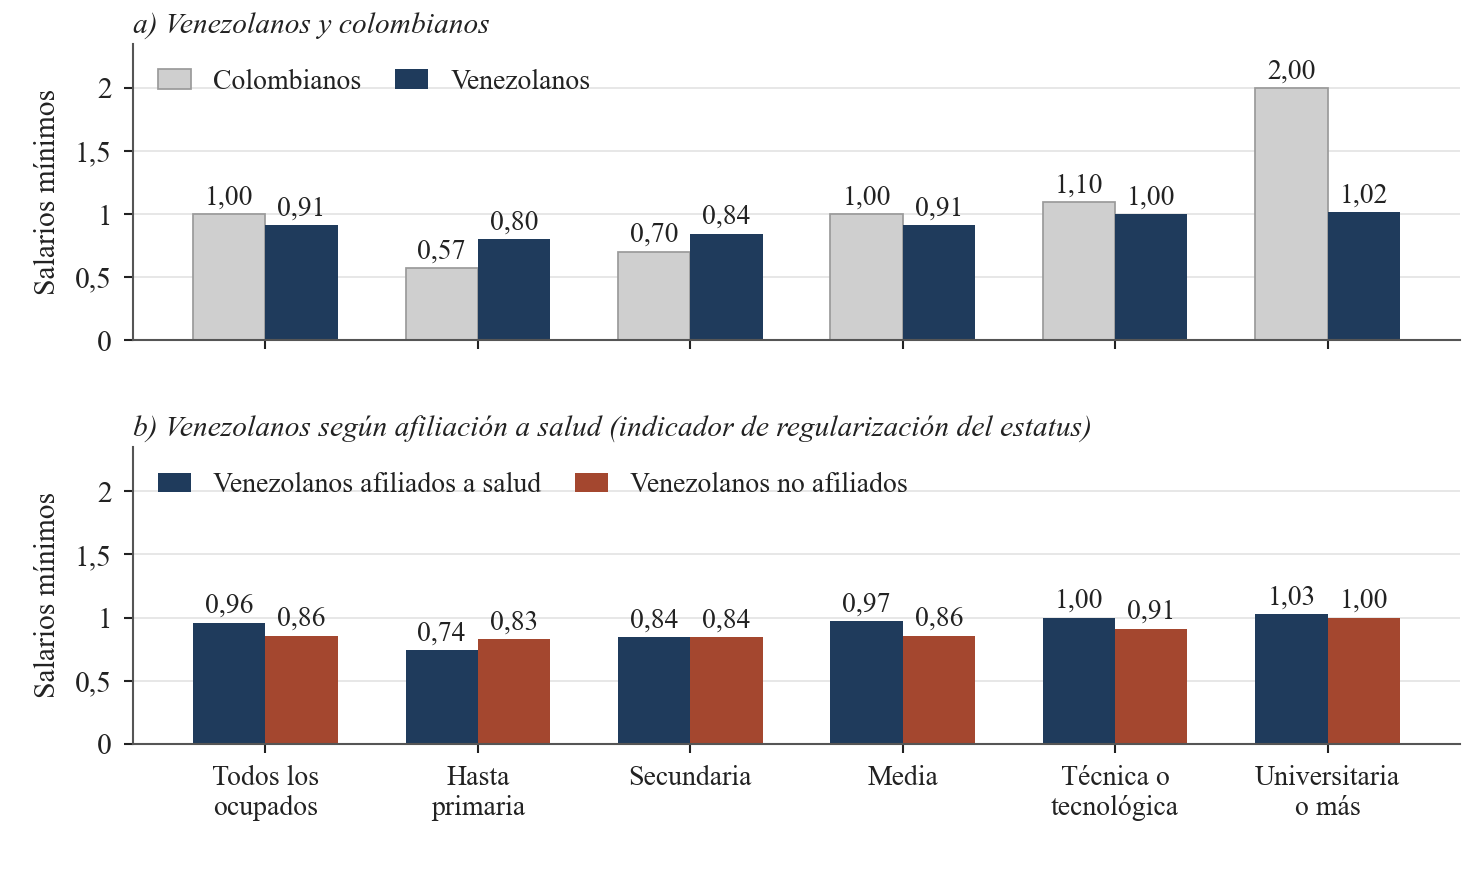 a) Venezolanos y colombianos
Colombianos Venezolanos
Salarios mínimos
2
1,5
1
0,5
0
1,00 0,91
0,57 0,80
0,70 0,84
1,00 0,91
1,10 1,00
2,00 1,02
b) Venezolanos según afiliación a salud (indicador de regularización del estatus)
Venezolanos afiliados a salud Venezolanos no afiliados
Salarios mínimos
2
1,5
1
0,5
0
0,96 0,86
0,74 0,83
0,84 0,84
0,97 0,86
1,00 0,91
1,03 1,00
Todos los
ocupados
Hasta
primaria
Secundaria
Media
Técnica o
tecnológica
Universitaria
o más